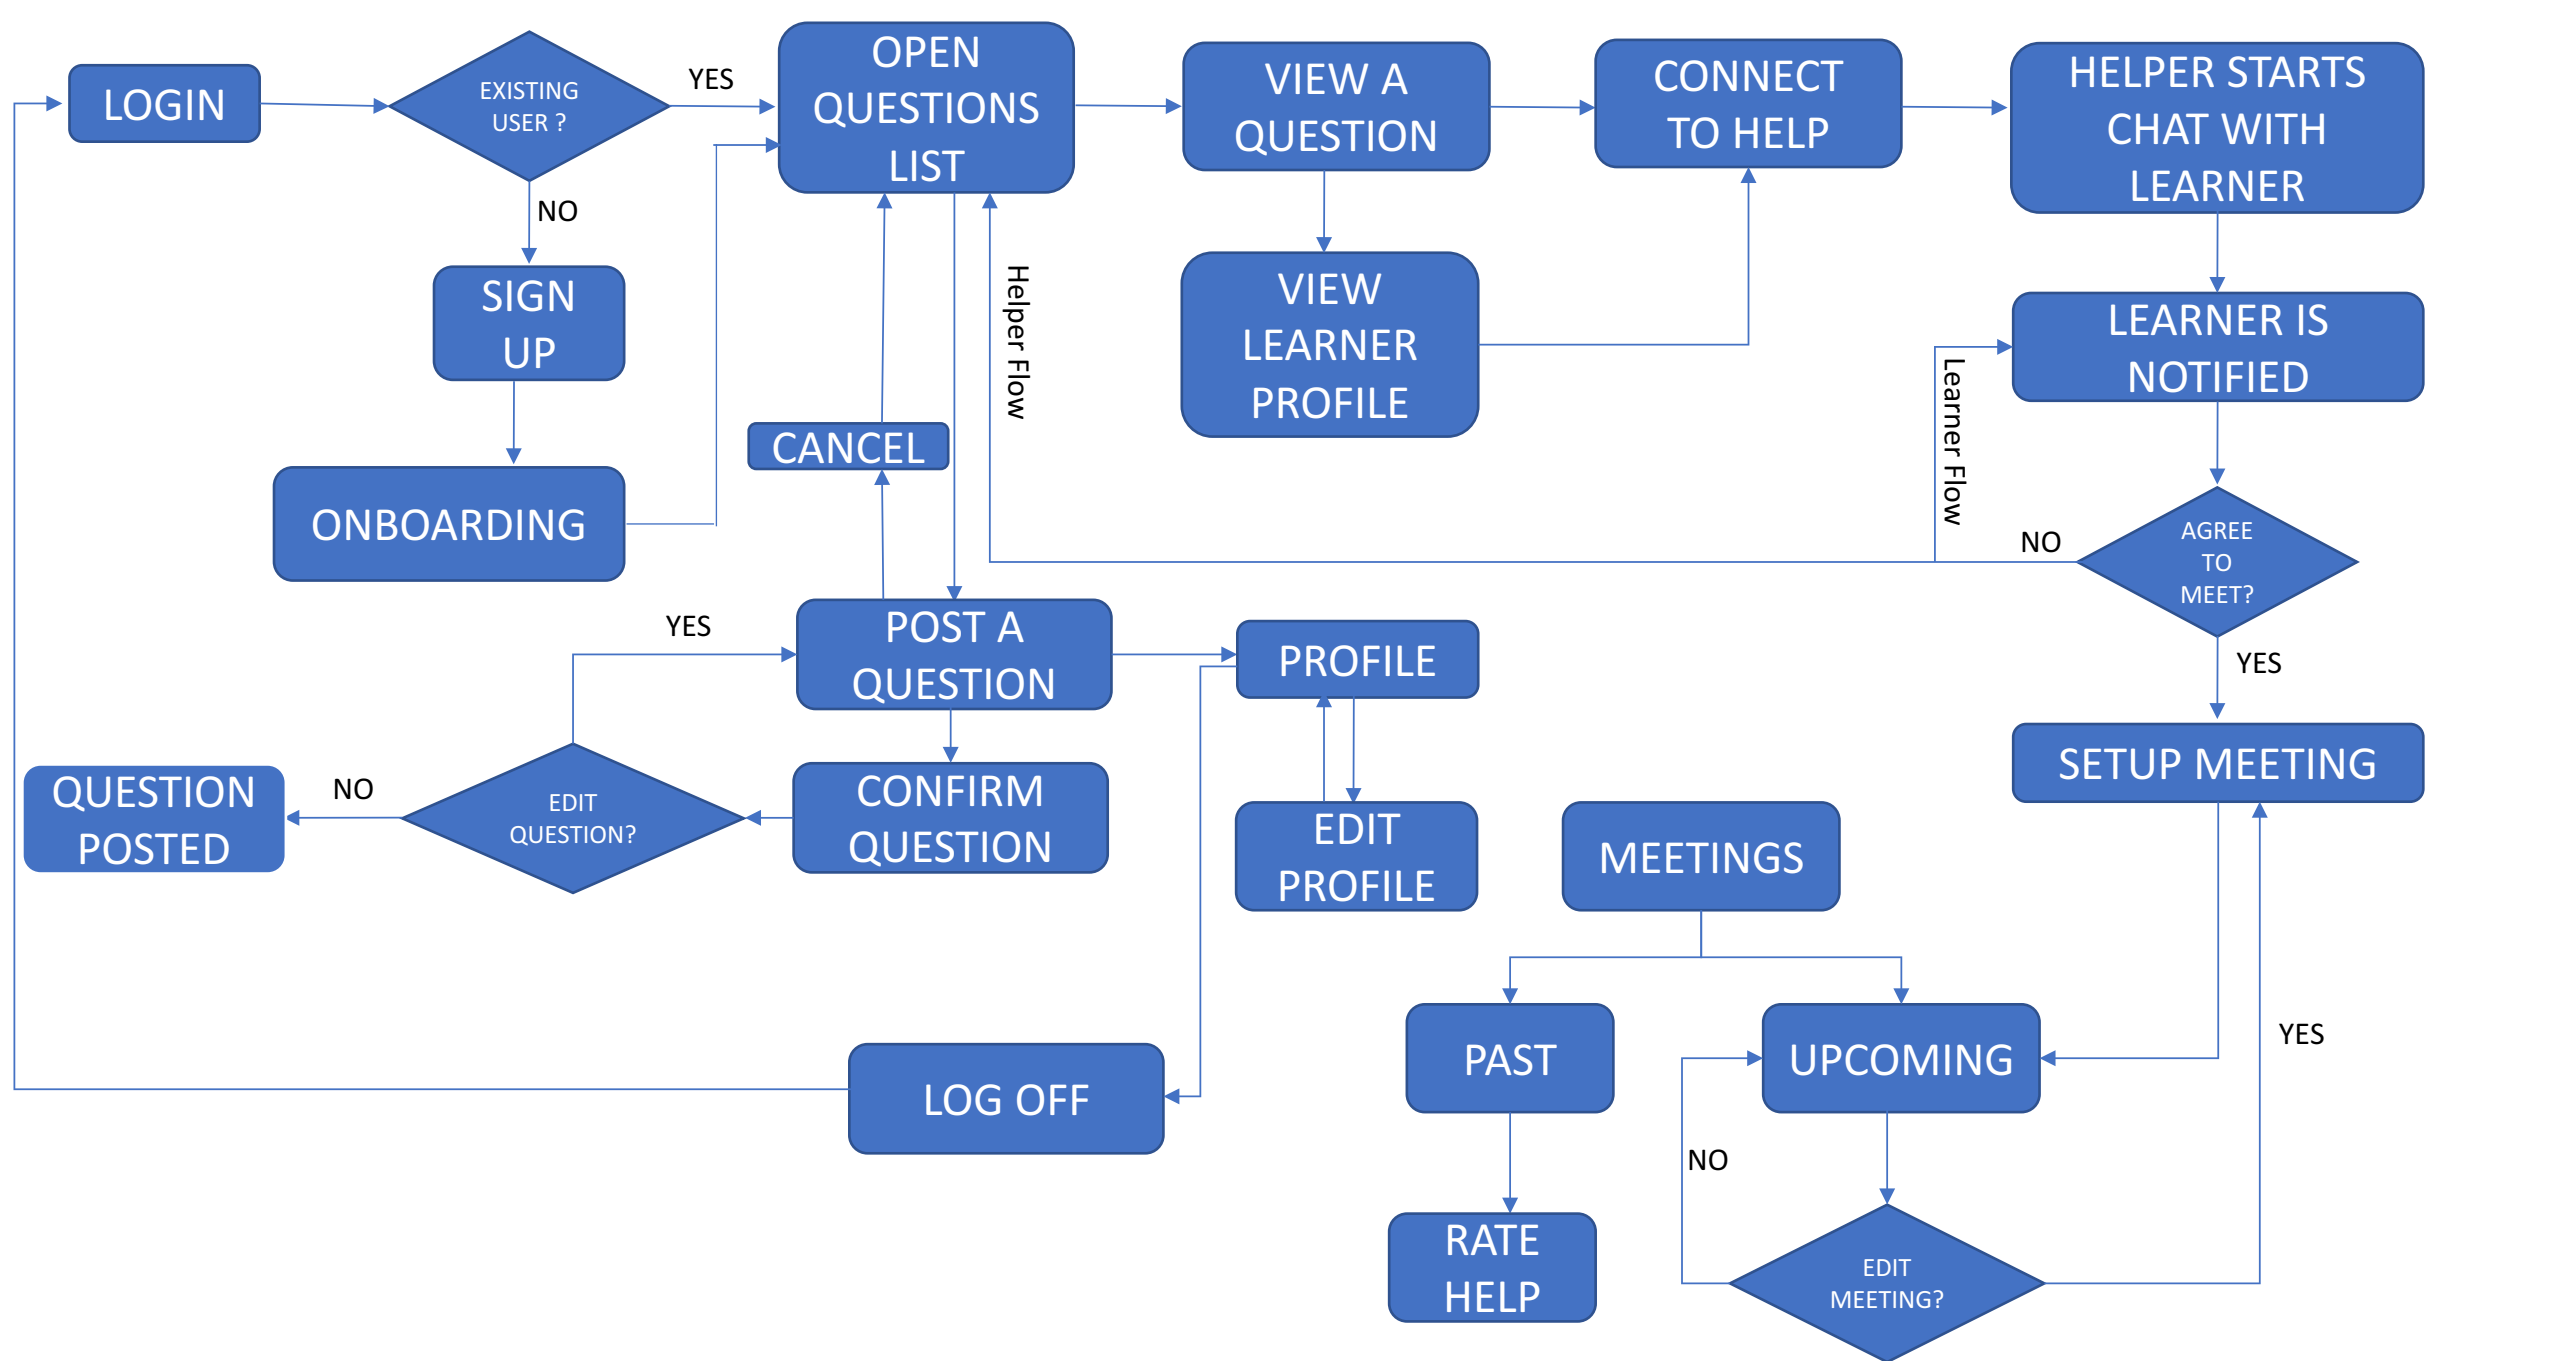 LOGIN
EXISTING
USER ?
YES
OPEN
QUESTIONS
LIST
VIEW A
QUESTION
CONNECT
TO HELP
HELPER STARTS
CHAT WITH
LEARNER
NO
SIGN
UP
ONBOARDING
CANCEL
Helper Flow
VIEW
LEARNER
PROFILE
LEARNER IS
NOTIFIED
Learner Flow
NO
AGREE
TO
MEET?
YES
YES
POST A
QUESTION
PROFILE
SETUP MEETING
QUESTION
POSTED
NO
EDIT
QUESTION?
CONFIRM
QUESTION
EDIT
PROFILE
MEETINGS
LOG OFF
PAST
UPCOMING
YES
NO
RATE
HELP
EDIT
MEETING?